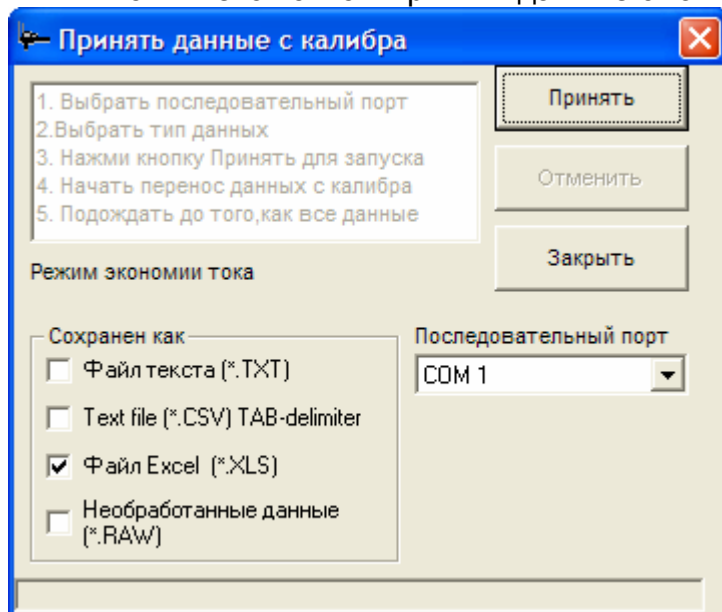 Принять данные с калибра
1. Выбрать последовательный порт
2.Выбрать тип данных
3. Нажми кнопку Принять для запуска
4. Начать перенос данных с калибра
5. Подождать до того,как все данные
Принять
Отменить
Закрыть
Режим экономии тока
Сохранен как
Файл текста (*.TXT)
Text file (*.CSV) TAB-delimiter
Файл Excel (*.XLS)
Необработанные данные
(*.RAW)
Последовательный порт
COM 1